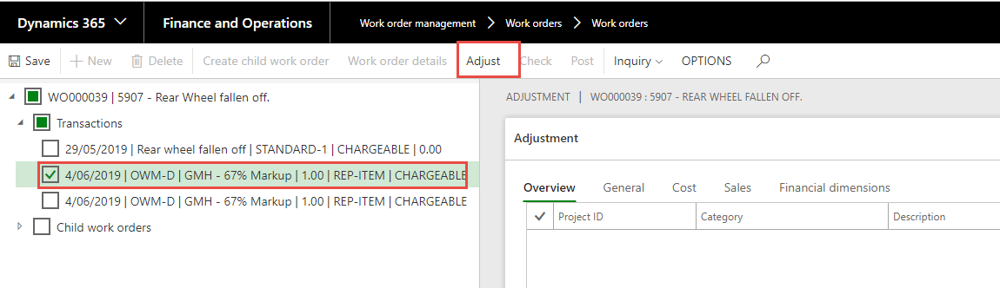 Dynamics 365 Finance and Operations Work order management Work orders Work orders
Save New Delete Create child work order Work order details Adjust Check Post Inquiry OPTIONS
WO000039 | 5907 - Rear Wheel fallen off.
Transactions
29/05/2019 | Rear wheel fallen off | STANDARD-1 | CHARGEABLE | 0.00
4/06/2019 | OWM-D | GMH - 67% Markup | 1.00 | REP-ITEM | CHARGEABLE
4/06/2019 | OWM-D | GMH - 67% Markup | 1.00 | REP-ITEM | CHARGEABLE
Child work orders
ADJUSTMENT | WO000039 : 5907 - REAR WHEEL FALLEN OFF.
Adjustment
Overview General Cost Sales Financial dimensions
Project ID Category Description